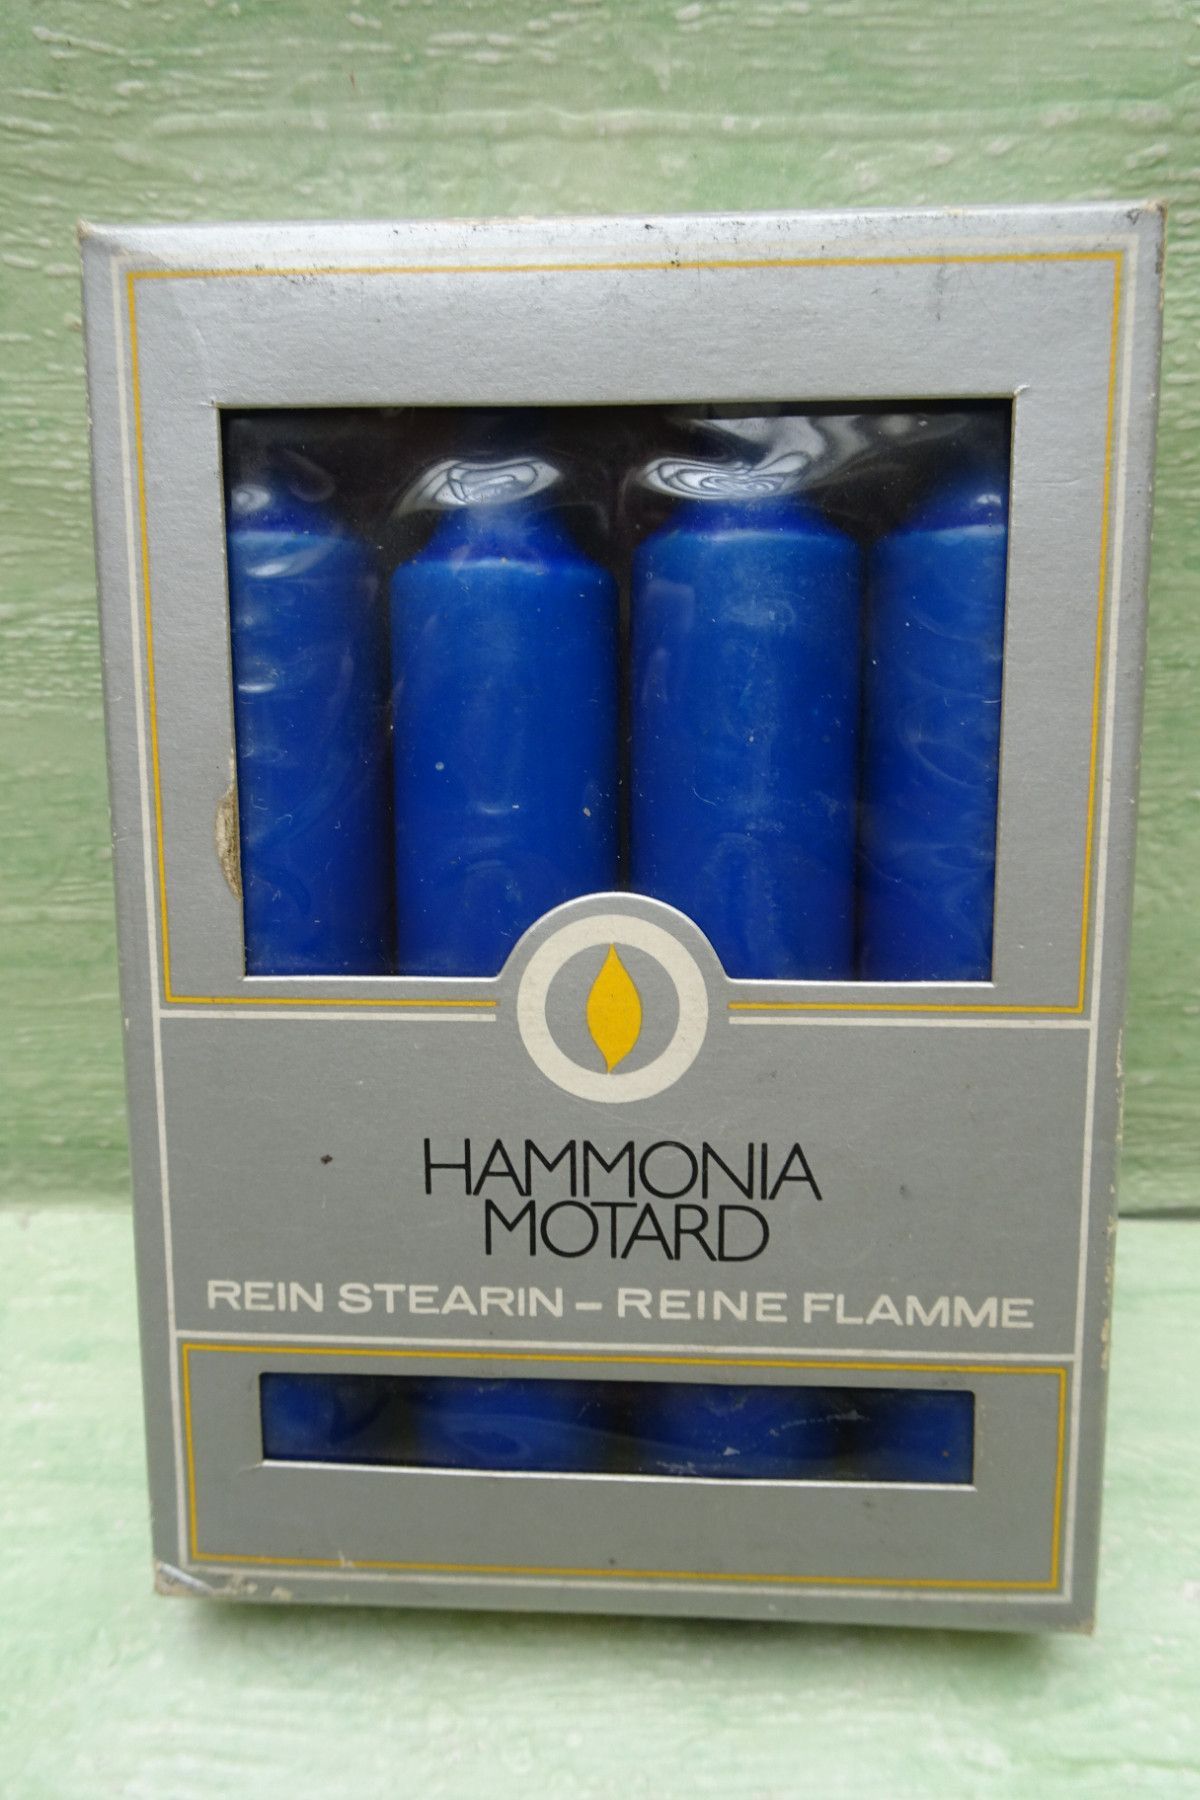 HAMMONIA
MOTARD
REIN STEARIN – REINE FLAMME